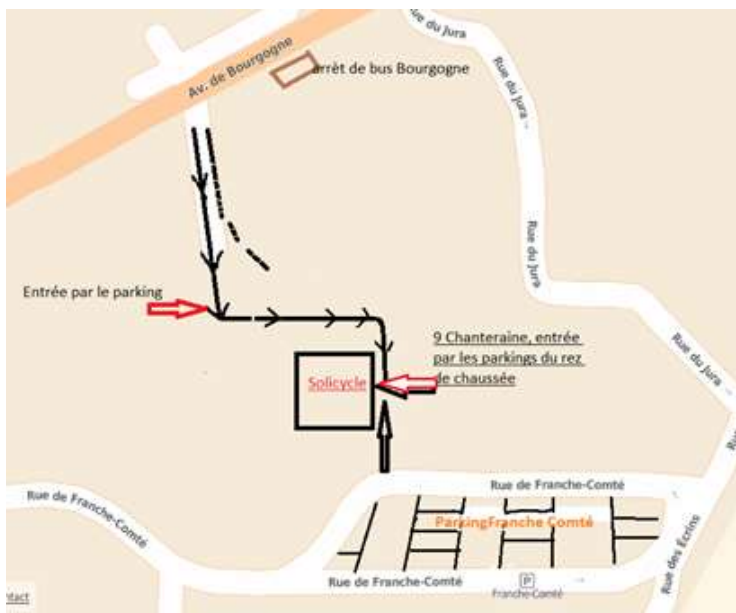 Rue du Jura
Av. de Bourgogne
arrèt de bus Bourgogne
Rue du Jura →
Rue du Jura
Entrée par le parking
9 Chanteraine, entrée
par les parkings du rez
de chaussée
Solicycle
Rue du Jura →
Rue de Franche-Comté
Rue de Franche-Comté
ParkingFranche Comté
Rue de Franche-Comté
P
Franche-Comté
Rue des Écrins